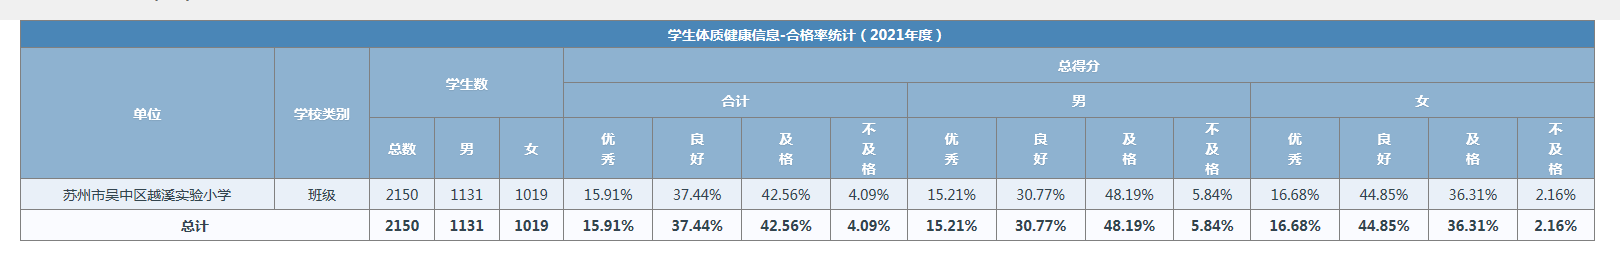 学生体质健康信息-合格率统计（2021年度）
单位 学校类别 学生数 总得分
合计 男 女
总数 男 女 优秀 良好 及格 不及格 优秀 良好 及格 不及格 优秀 良好 及格 不及格
苏州市吴中区越溪实验小学 班级 2150 1131 1019 15.91% 37.44% 42.56% 4.09% 15.21% 30.77% 48.19% 5.84% 16.68% 44.85% 36.31% 2.16%
总计 2150 1131 1019 15.91% 37.44% 42.56% 4.09% 15.21% 30.77% 48.19% 5.84% 16.68% 44.85% 36.31% 2.16%